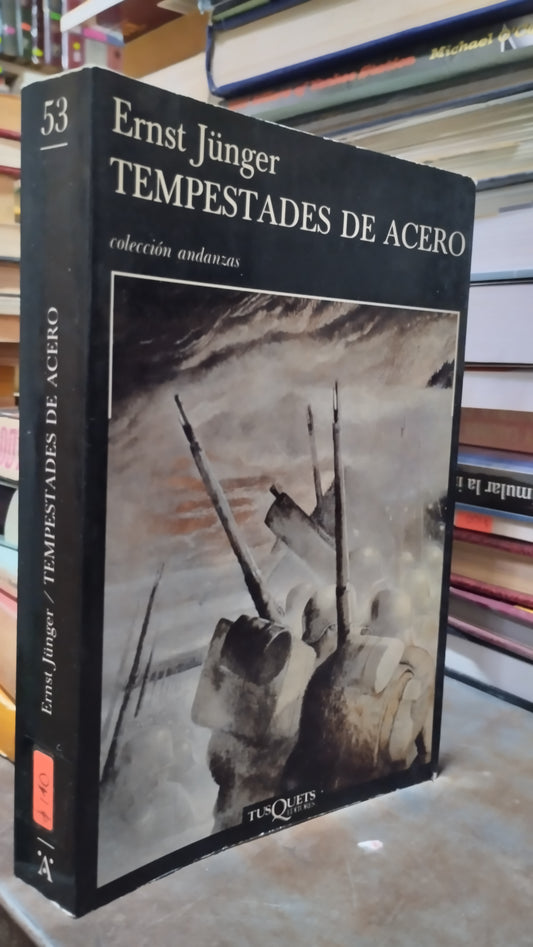 53
Ernst Jünger
TEMPESTADES DE ACERO
colección andanzas
Ernst Jünger / TEMPESTADES DE ACERO
TUSQUETS
EDITORES
Michael
mular la